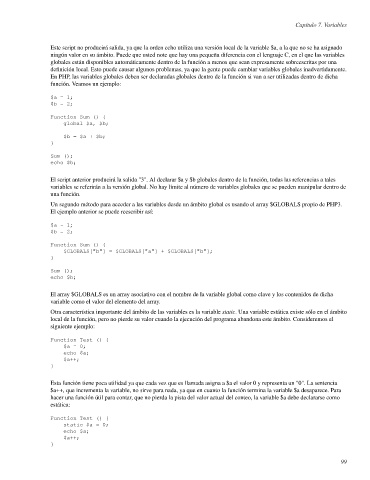 Capítulo 7. Variables
Este script no producirá salida, ya que la orden echo utiliza una versión local de la variable $a, a la que no se ha asignado
ningún valor en su ámbito. Puede que usted note que hay una pequeña diferencia con el lenguaje C, en el que las variables
globales están disponibles automáticamente dentro de la función a menos que sean expresamente sobreescritas por una
definición local. Esto puede causar algunos problemas, ya que la gente puede cambiar variables globales inadvertidamente.
En PHP, las variables globales deben ser declaradas globales dentro de la función si van a ser utilizadas dentro de dicha
función. Veamos un ejemplo:
$a = 1;
$b = 2;
Function Sum () {
global $a, $b;
$b = $a + $b;
}
Sum ();
echo $b;
El script anterior producirá la salida "3". Al declarar $a y $b globales dentro de la función, todas las referencias a tales
variables se referirán a la versión global. No hay límite al número de variables globales que se pueden manipular dentro de
una función.
Un segundo método para acceder a las variables desde un ámbito global es usando el array $GLOBALS propio de PHP3.
El ejemplo anterior se puede reescribir así:
$a = 1;
$b = 2;
Function Sum () {
$GLOBALS["b"] = $GLOBALS["a"] + $GLOBALS["b"];
}
Sum ();
echo $b;
El array $GLOBALS es un array asociativo con el nombre de la variable global como clave y los contenidos de dicha
variable como el valor del elemento del array.
Otra característica importante del ámbito de las variables es la variable static. Una variable estática existe sólo en el ámbito
local de la función, pero no pierde su valor cuando la ejecución del programa abandona este ámbito. Consideremos el
siguiente ejemplo:
Function Test () {
$a = 0;
echo $a;
$a++;
}
Esta función tiene poca utilidad ya que cada vez que es llamada asigna a $a el valor 0 y representa un "0". La sentencia
$a++, que incrementa la variable, no sirve para nada, ya que en cuanto la función termina la variable $a desaparece. Para
hacer una función útil para contar, que no pierda la pista del valor actual del conteo, la variable $a debe declararse como
estática:
Function Test () {
static $a = 0;
echo $a;
$a++;
}
99